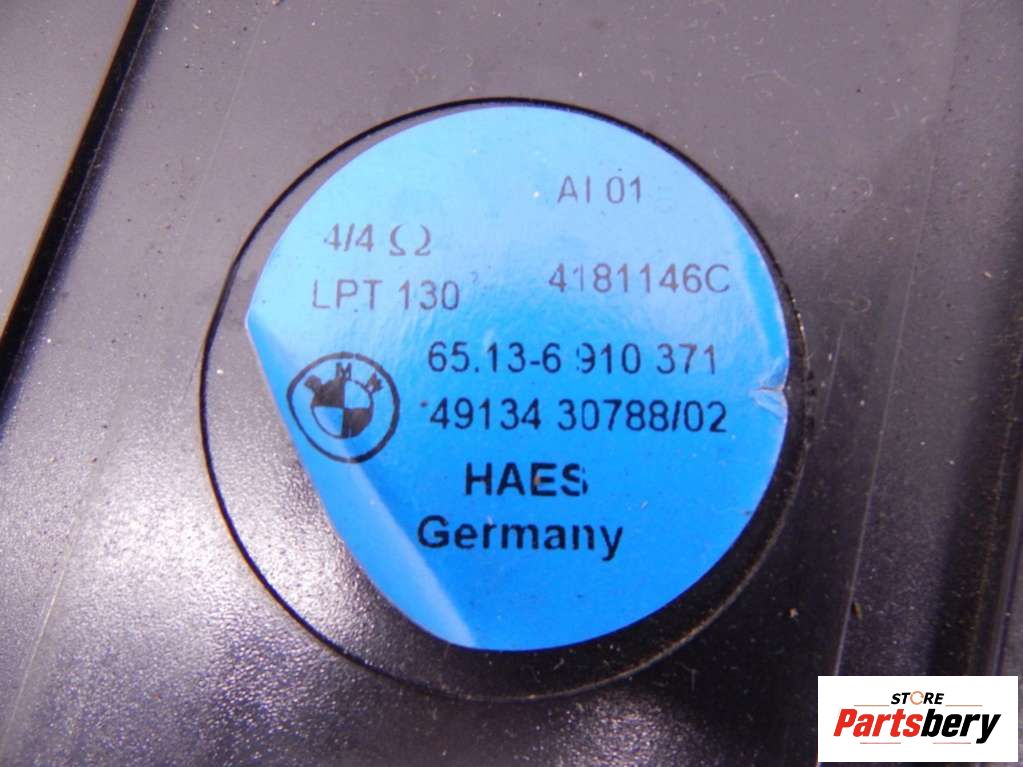 AI 01
4/4 Ω
LPT 130
4181146C
BMW
65.13-6 910 371
49134 30788/02
HAES
Germany
STORE
Partsbery